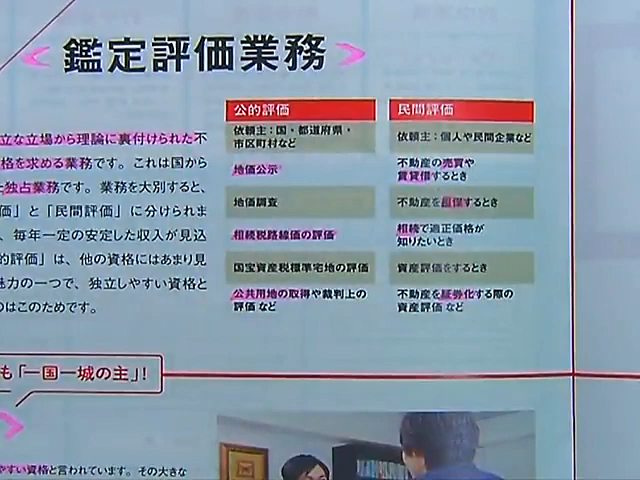 鑑定評価業務
立な立場から理論に裏付けられた不
格を求める業務です。これは国から
独占業務です。業務を大別すると、
価」と「民間評価」に分けられま
、毎年一定の安定した収入が見込
的評価」は、他の資格にはあまり見
魅力の一つで、独立しやすい資格と
のはこのためです。
公的評価
依頼主:国・都道府県・
市区町村など
地価公示
地価調査
相続税路線価の評価
国宝資産税標準宅地の評価
公共用地の取得や裁判上の
評価 など
民間評価
依頼主:個人や民間企業など
不動産の売買や
賃貸借するとき
不動産を担保するとき
相続で適正価格が
知りたいとき
資産評価をするとき
不動産を証券化する際の
資産評価 など
も「一国一城の主」!
やすい資格と言われています。その大きな